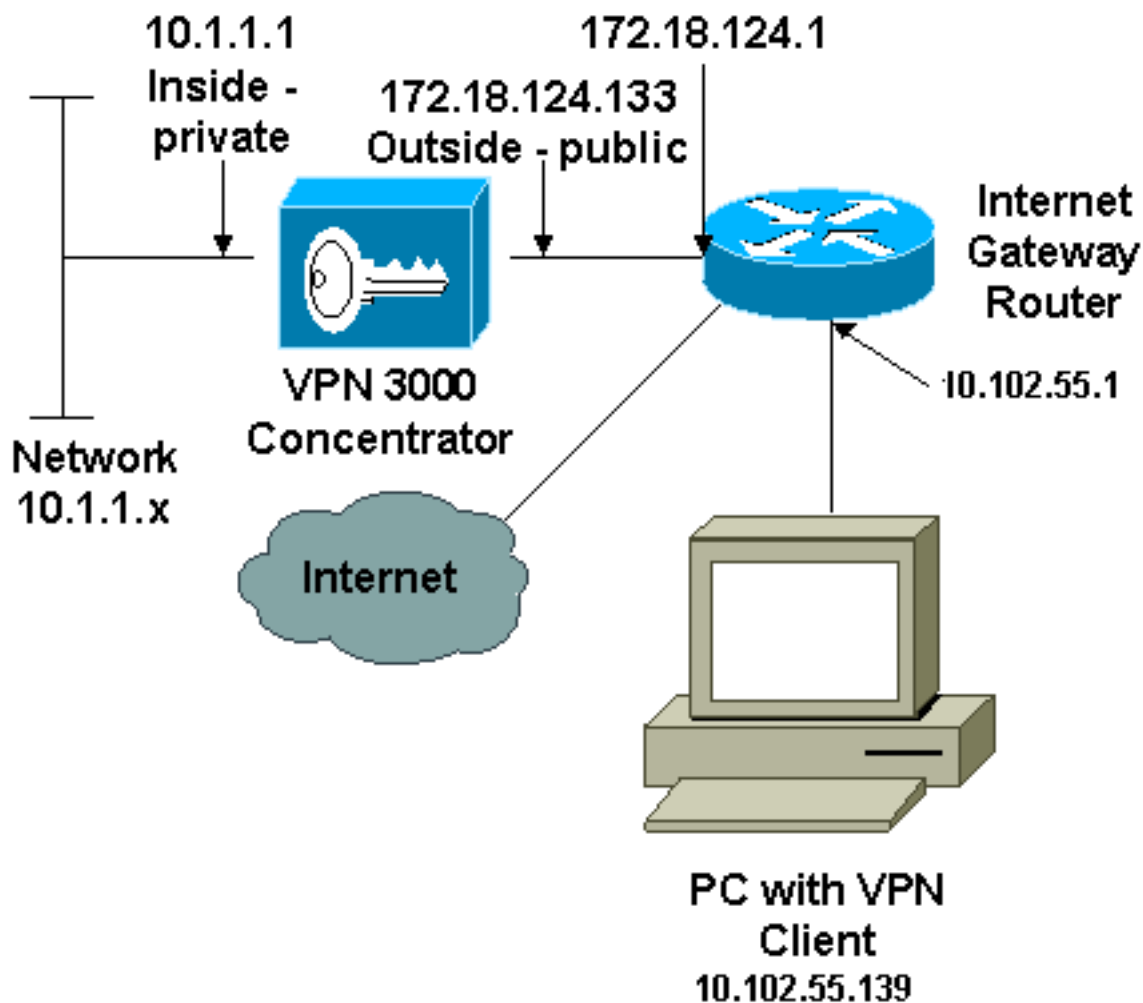 10.1.1.1
Inside -
private
172.18.124.133
Outside - public
172.18.124.1
Internet
Gateway
Router
10.102.55.1
VPN 3000
Concentrator
Network
10.1.1.x
Internet
PC with VPN
Client
10.102.55.139